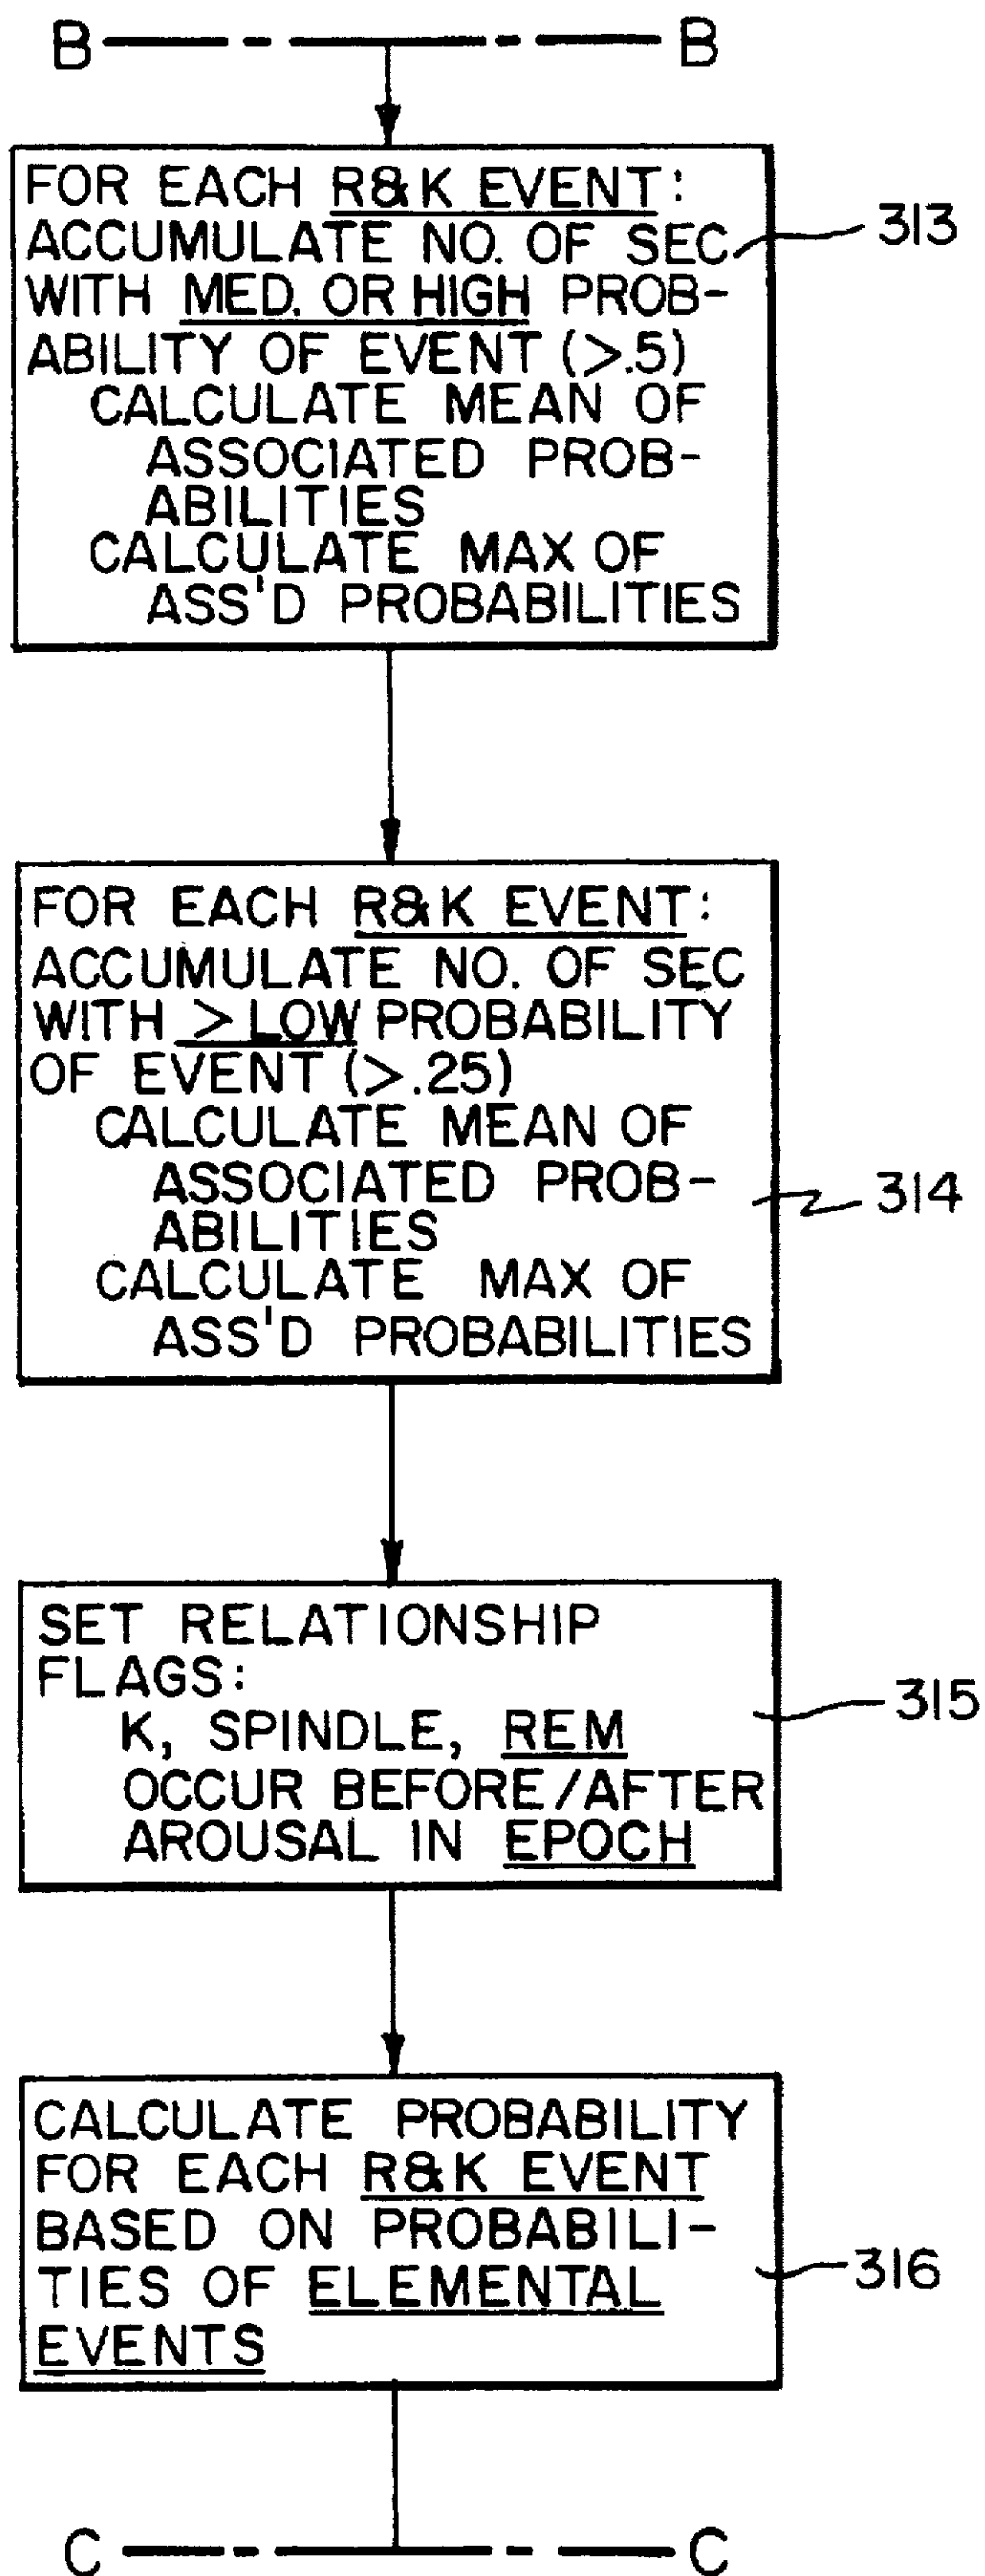 B B
FOR EACH R&K EVENT:
ACCUMULATE NO. OF SEC
WITH MED. OR HIGH PROB-
ABILITY OF EVENT (>.5)
CALCULATE MEAN OF
ASSOCIATED PROB-
ABILITIES
CALCULATE MAX OF
ASS'D PROBABILITIES
313
FOR EACH R&K EVENT:
ACCUMULATE NO. OF SEC
WITH > LOW PROBABILITY
OF EVENT (>.25)
CALCULATE MEAN OF
ASSOCIATED PROB-
ABILITIES
CALCULATE MAX OF
ASS'D PROBABILITIES
314
SET RELATIONSHIP
FLAGS:
K, SPINDLE, REM
OCCUR BEFORE/AFTER
AROUSAL IN EPOCH
315
CALCULATE PROBABILITY
FOR EACH R&K EVENT
BASED ON PROBABILI-
TIES OF ELEMENTAL
EVENTS
316
C C